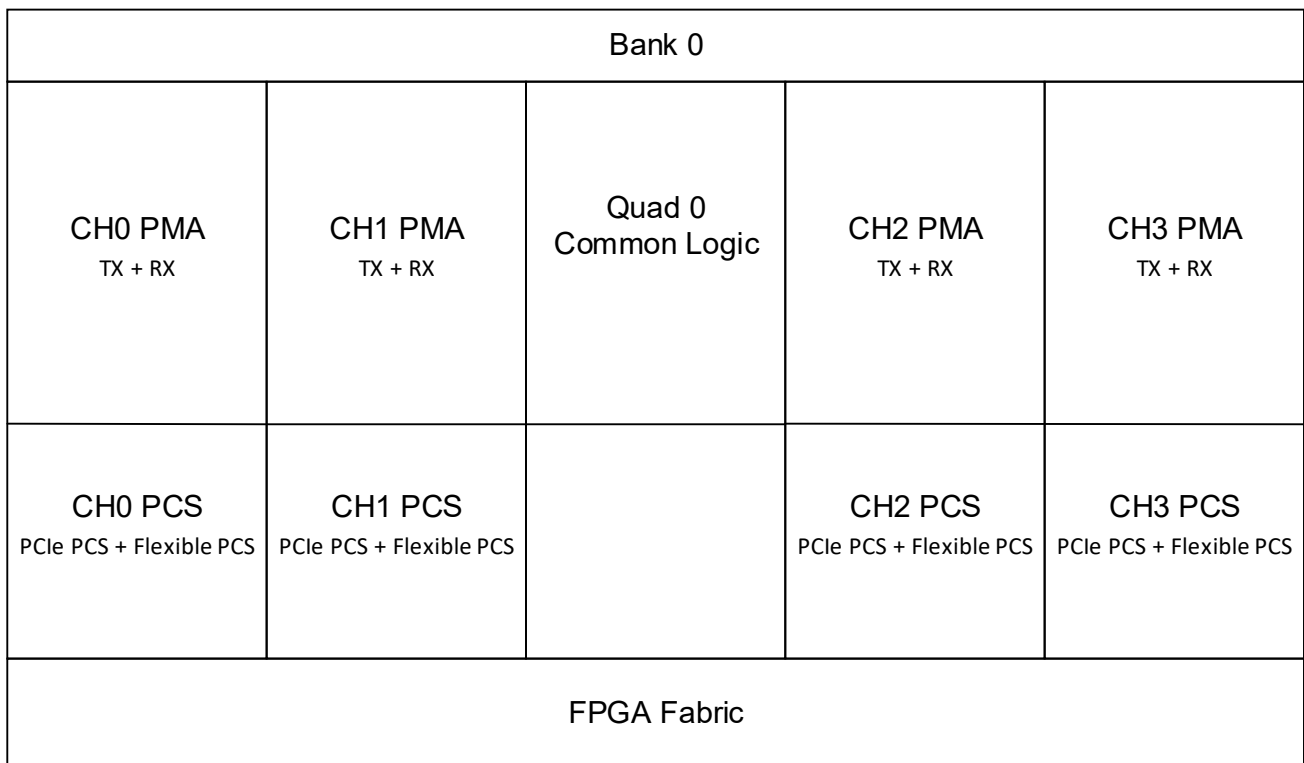 Bank 0
CH0 PMA
TX + RX
CH1 PMA
TX + RX
Quad 0
Common Logic
CH2 PMA
TX + RX
CH3 PMA
TX + RX
CH0 PCS
PCIe PCS + Flexible PCS
CH1 PCS
PCIe PCS + Flexible PCS
CH2 PCS
PCIe PCS + Flexible PCS
CH3 PCS
PCIe PCS + Flexible PCS
FPGA Fabric